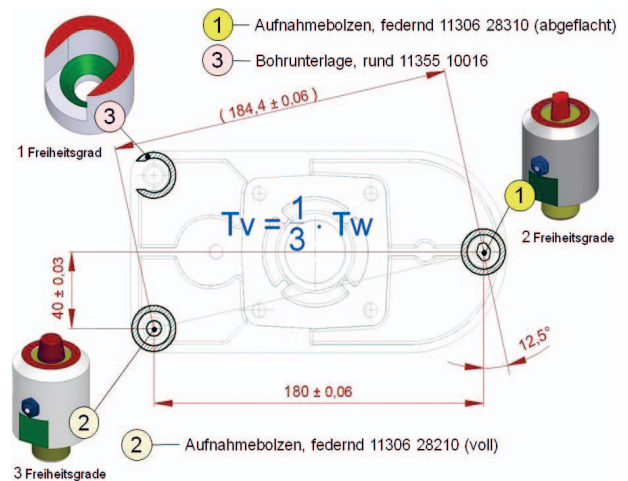 1 Aufnahmebolzen, federnd 11306 28310 (abgeflacht)
3 Bohrunterlage, rund 11355 10016
( 184,4 ± 0,06 )
3
1 Freiheitsgrad
1
2 Freiheitsgrade
Tv = 1/3 · Tw
40 ± 0,03
12,5°
180 ± 0,06
2
3 Freiheitsgrade
2 Aufnahmebolzen, federnd 11306 28210 (voll)